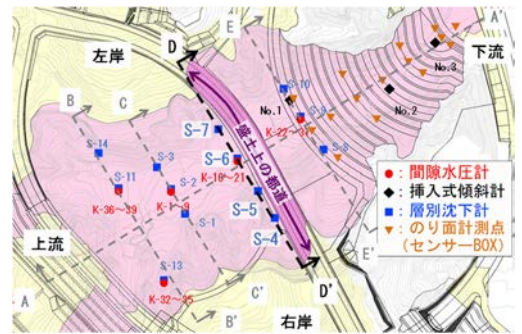 左岸
D
E
A'
下流
B
C
S-10
No.3
No.1
No.2
S-14
S-7
S-9
K-22～
S-8
S-3
S-6
K-16～21
盛土上の都道
S-11
S-2
K-36～39
K-1～9
S-5
S-1
S-4
上流
E'
S-13
C'
D'
A
K-32～35
B'
右岸
●：間隙水圧計
◆：挿入式傾斜計
■：層別沈下計
▼：のり面計測点
(センサーBOX)